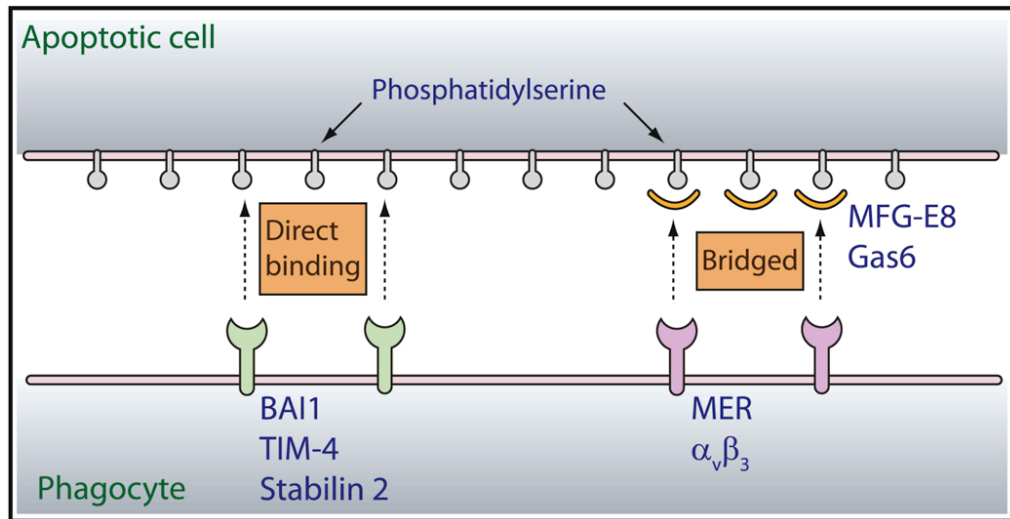 Apoptotic cell
Phosphatidylserine
Direct
binding
Bridged
MFG-E8
Gas6
BAI1
TIM-4
Stabilin 2
MER
αvβ3
Phagocyte